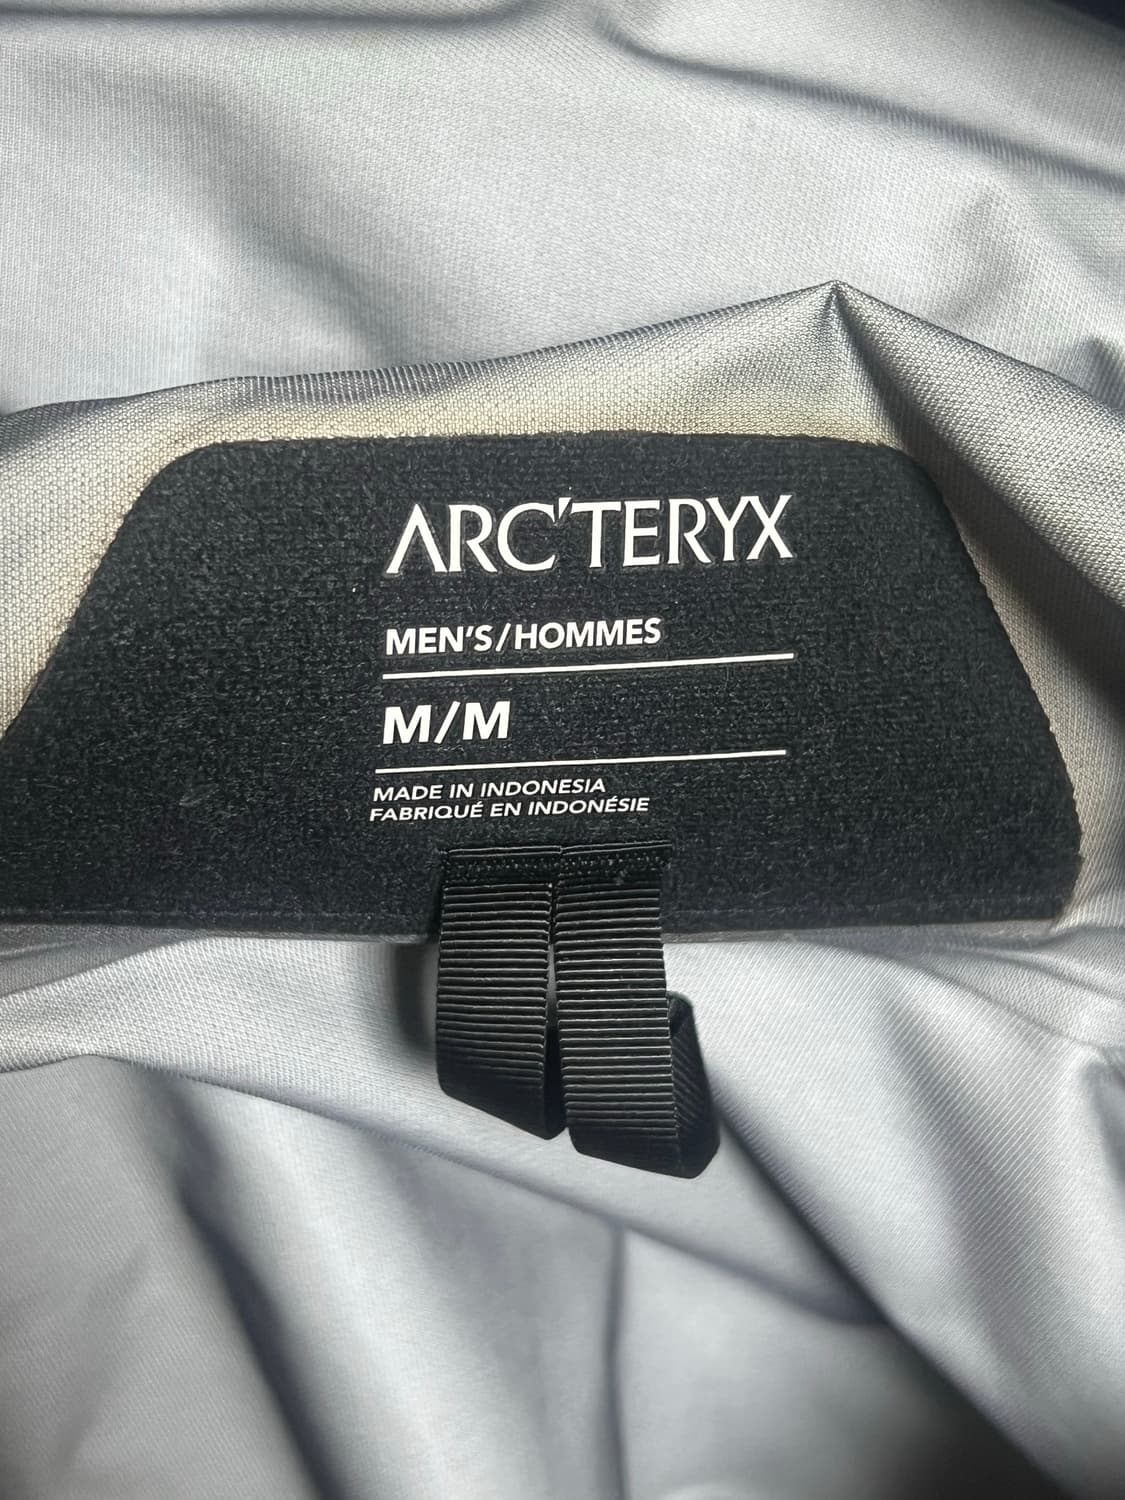 ARC'TERYX
MEN'S/HOMMES
M/M
MADE IN INDONESIA
FABRIQUÉ EN INDONÉSIE